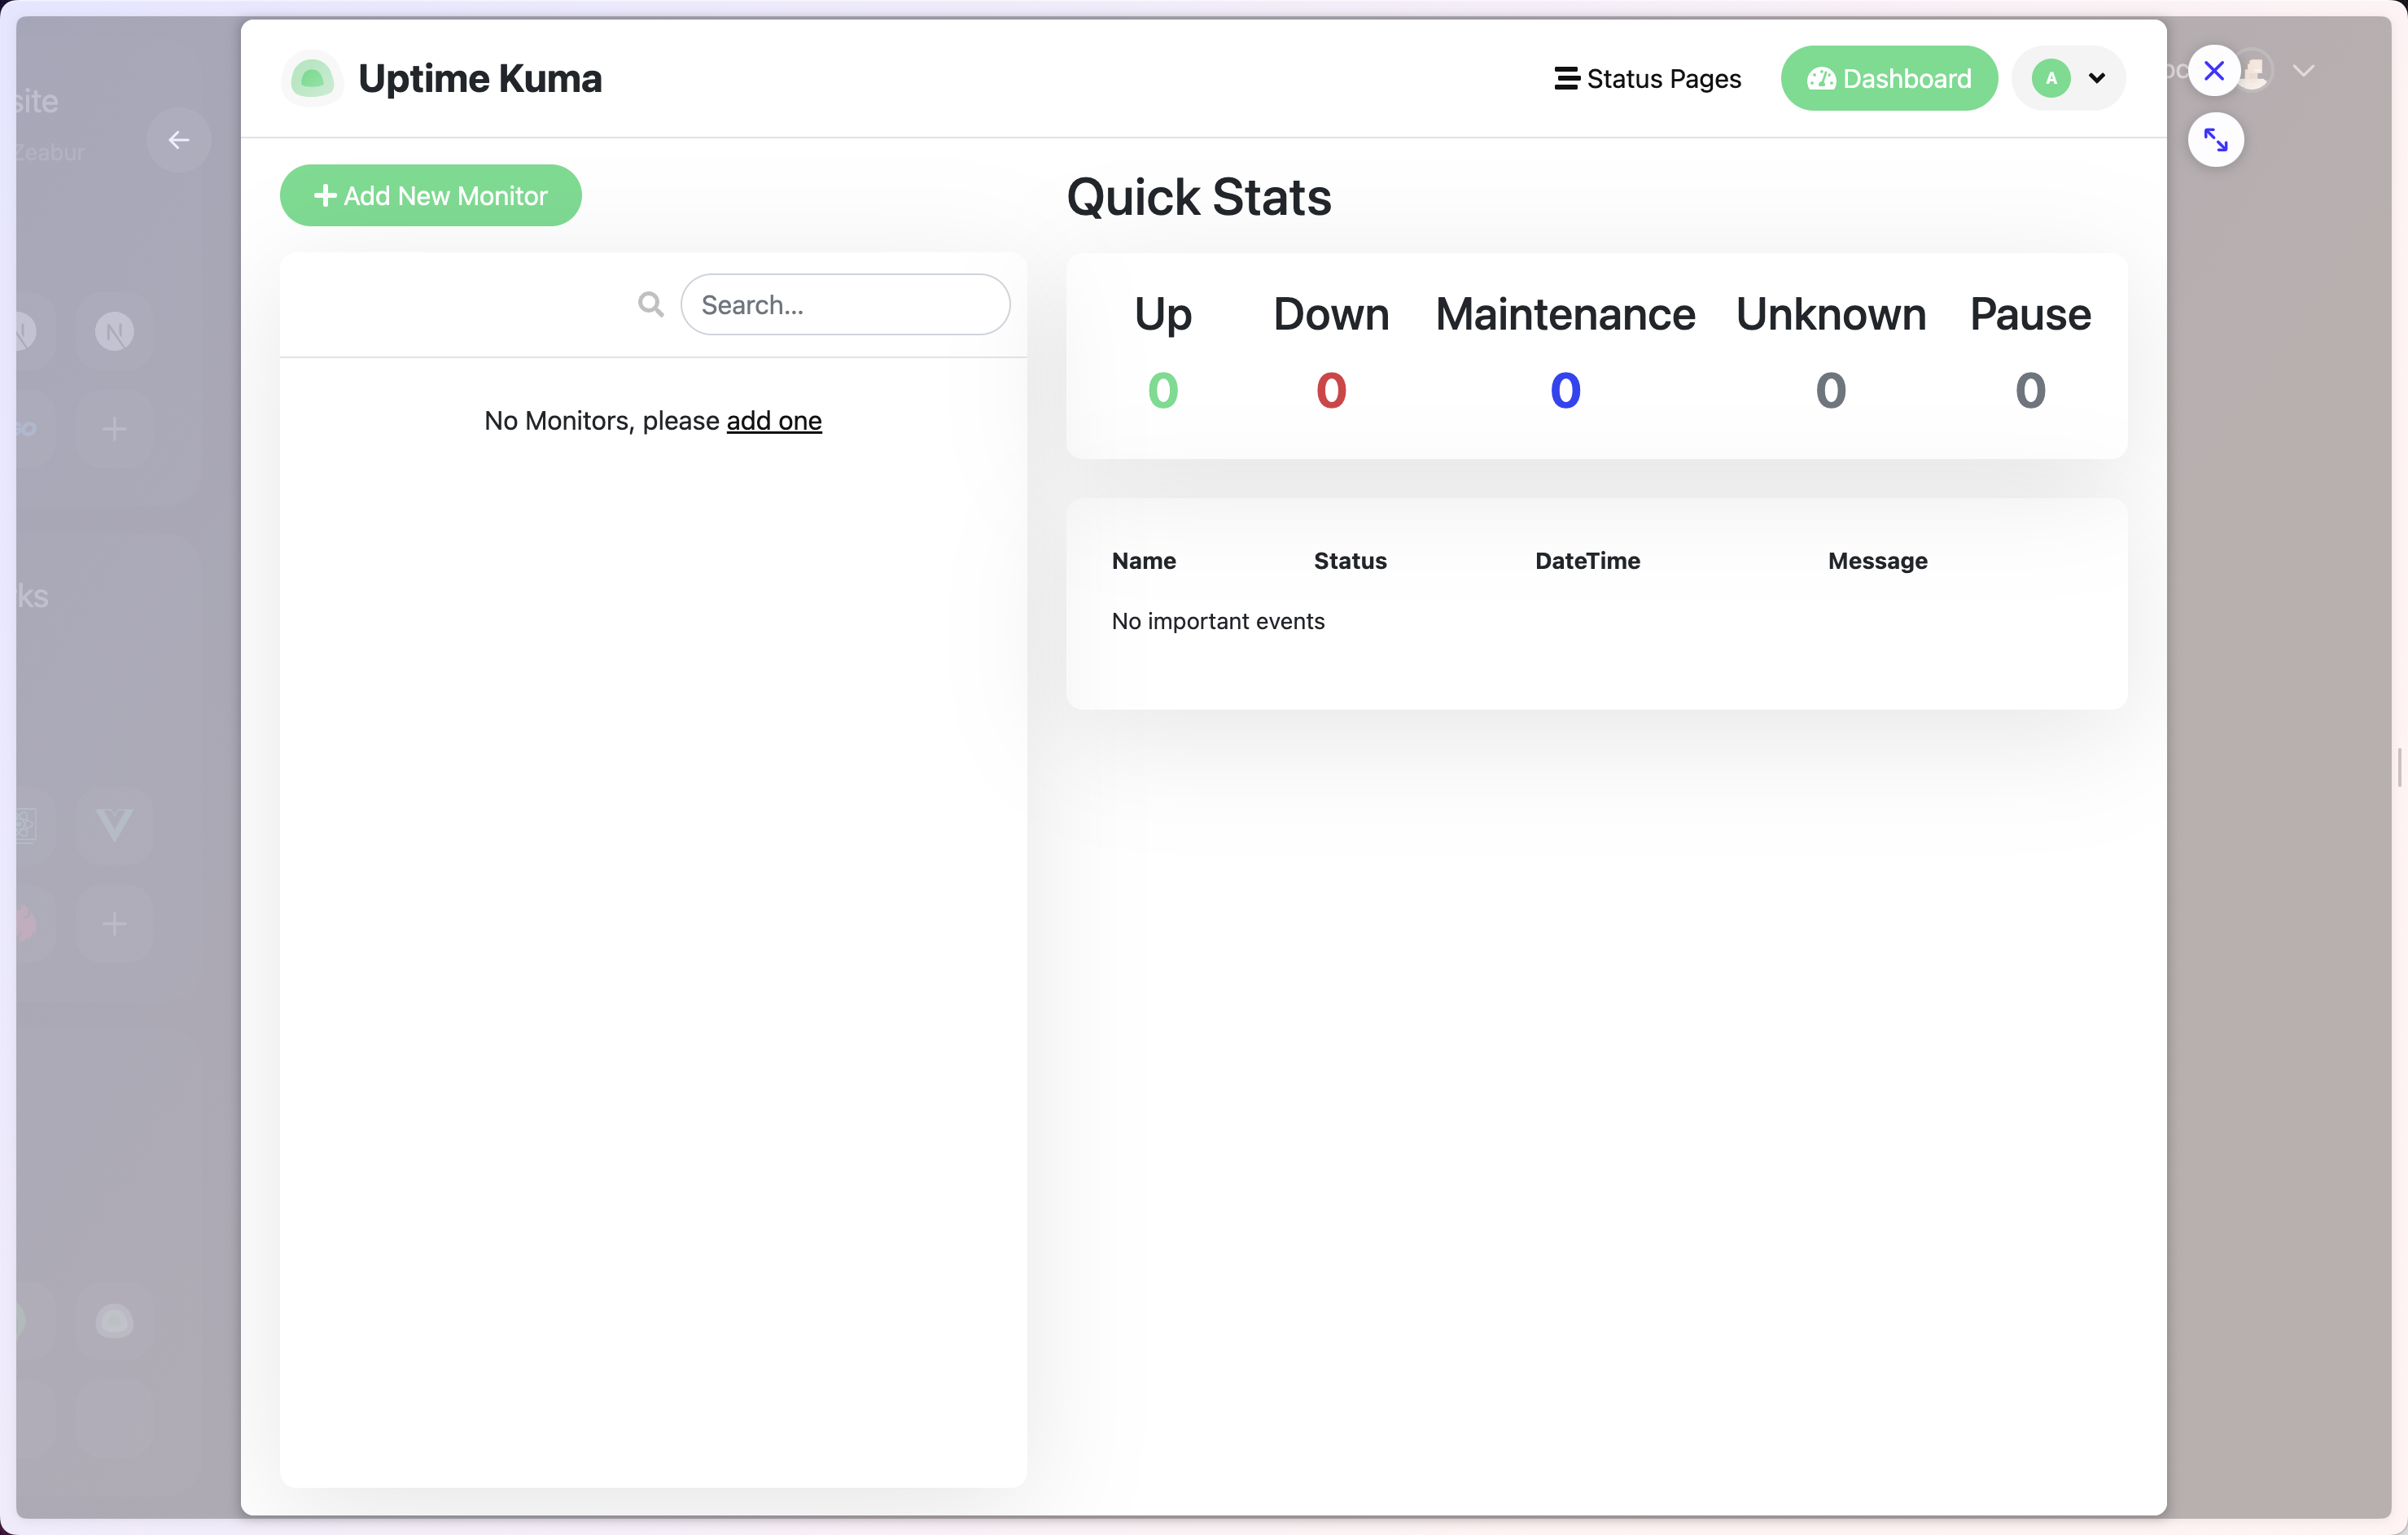 Uptime Kuma
Status Pages
Dashboard
A
site
Zeabur
Add New Monitor
Quick Stats
Search...
Up
Down
Maintenance
Unknown
Pause
0
0
0
0
0
No Monitors, please add one
Name
Status
DateTime
Message
No important events